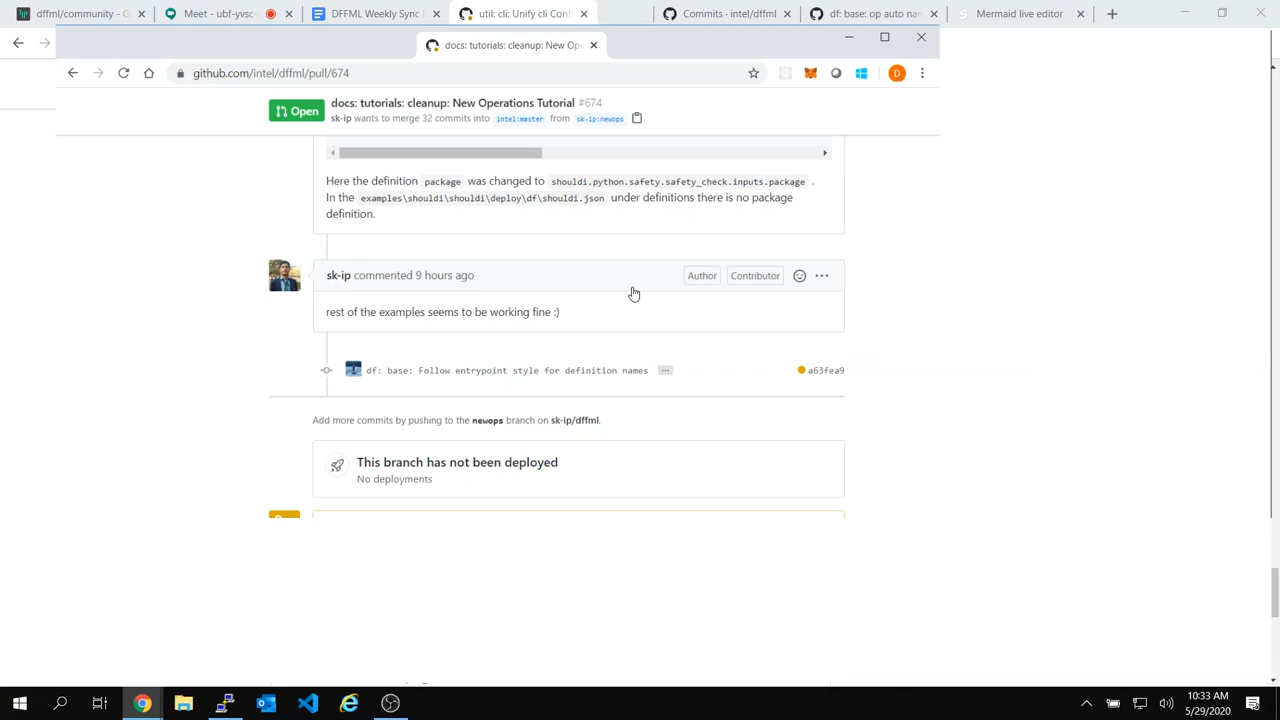 dffml/community - G
Meet - ubf-yvsc-
DFFML Weekly Sync
util: cli: Unify cli Conf
Commits · intel/dffml
df: base: op auto nam
Mermaid live editor
docs: tutorials: cleanup: New Ope
github.com/intel/dffml/pull/674
D
Open
docs: tutorials: cleanup: New Operations Tutorial #674
sk-ip wants to merge 32 commits into intel:master from sk-ip:newops
Here the definition package was changed to shouldi.python.safety.safety_check.inputs.package .
In the examples\shouldi\shouldi\deploy\df\shouldi.json under definitions there is no package
definition.
sk-ip commented 9 hours ago
Author
Contributor
rest of the examples seems to be working fine :)
df: base: Follow entrypoint style for definition names
a63fea9
Add more commits by pushing to the newops branch on sk-ip/dffml.
This branch has not been deployed
No deployments
10:33 AM
5/29/2020